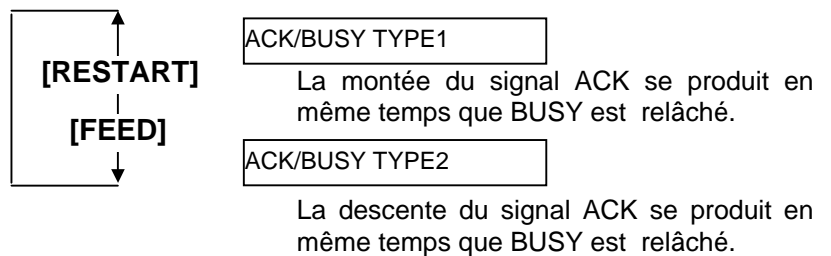 ACK/BUSY TYPE1
[RESTART]
La montée du signal ACK se produit en
même temps que BUSY est relâché.
[FEED]
ACK/BUSY TYPE2
La descente du signal ACK se produit en
même temps que BUSY est relâché.